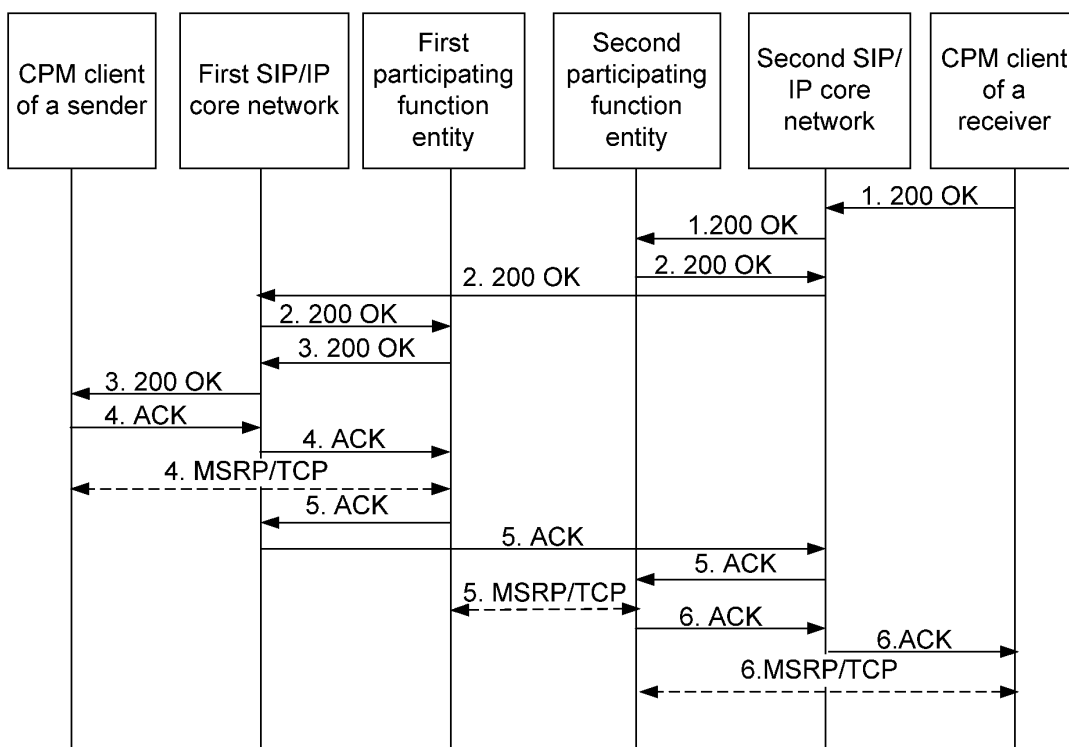 CPM client
of a sender
First SIP/IP
core network
First
participating
function
entity
Second
participating
function
entity
Second SIP/
IP core
network
CPM client
of a
receiver
1. 200 OK
1.200 OK
2. 200 OK
2. 200 OK
2. 200 OK
3. 200 OK
3. 200 OK
4. ACK
4. ACK
4. MSRP/TCP
5. ACK
5. ACK
5. ACK
5. MSRP/TCP
6. ACK
6.ACK
6.MSRP/TCP